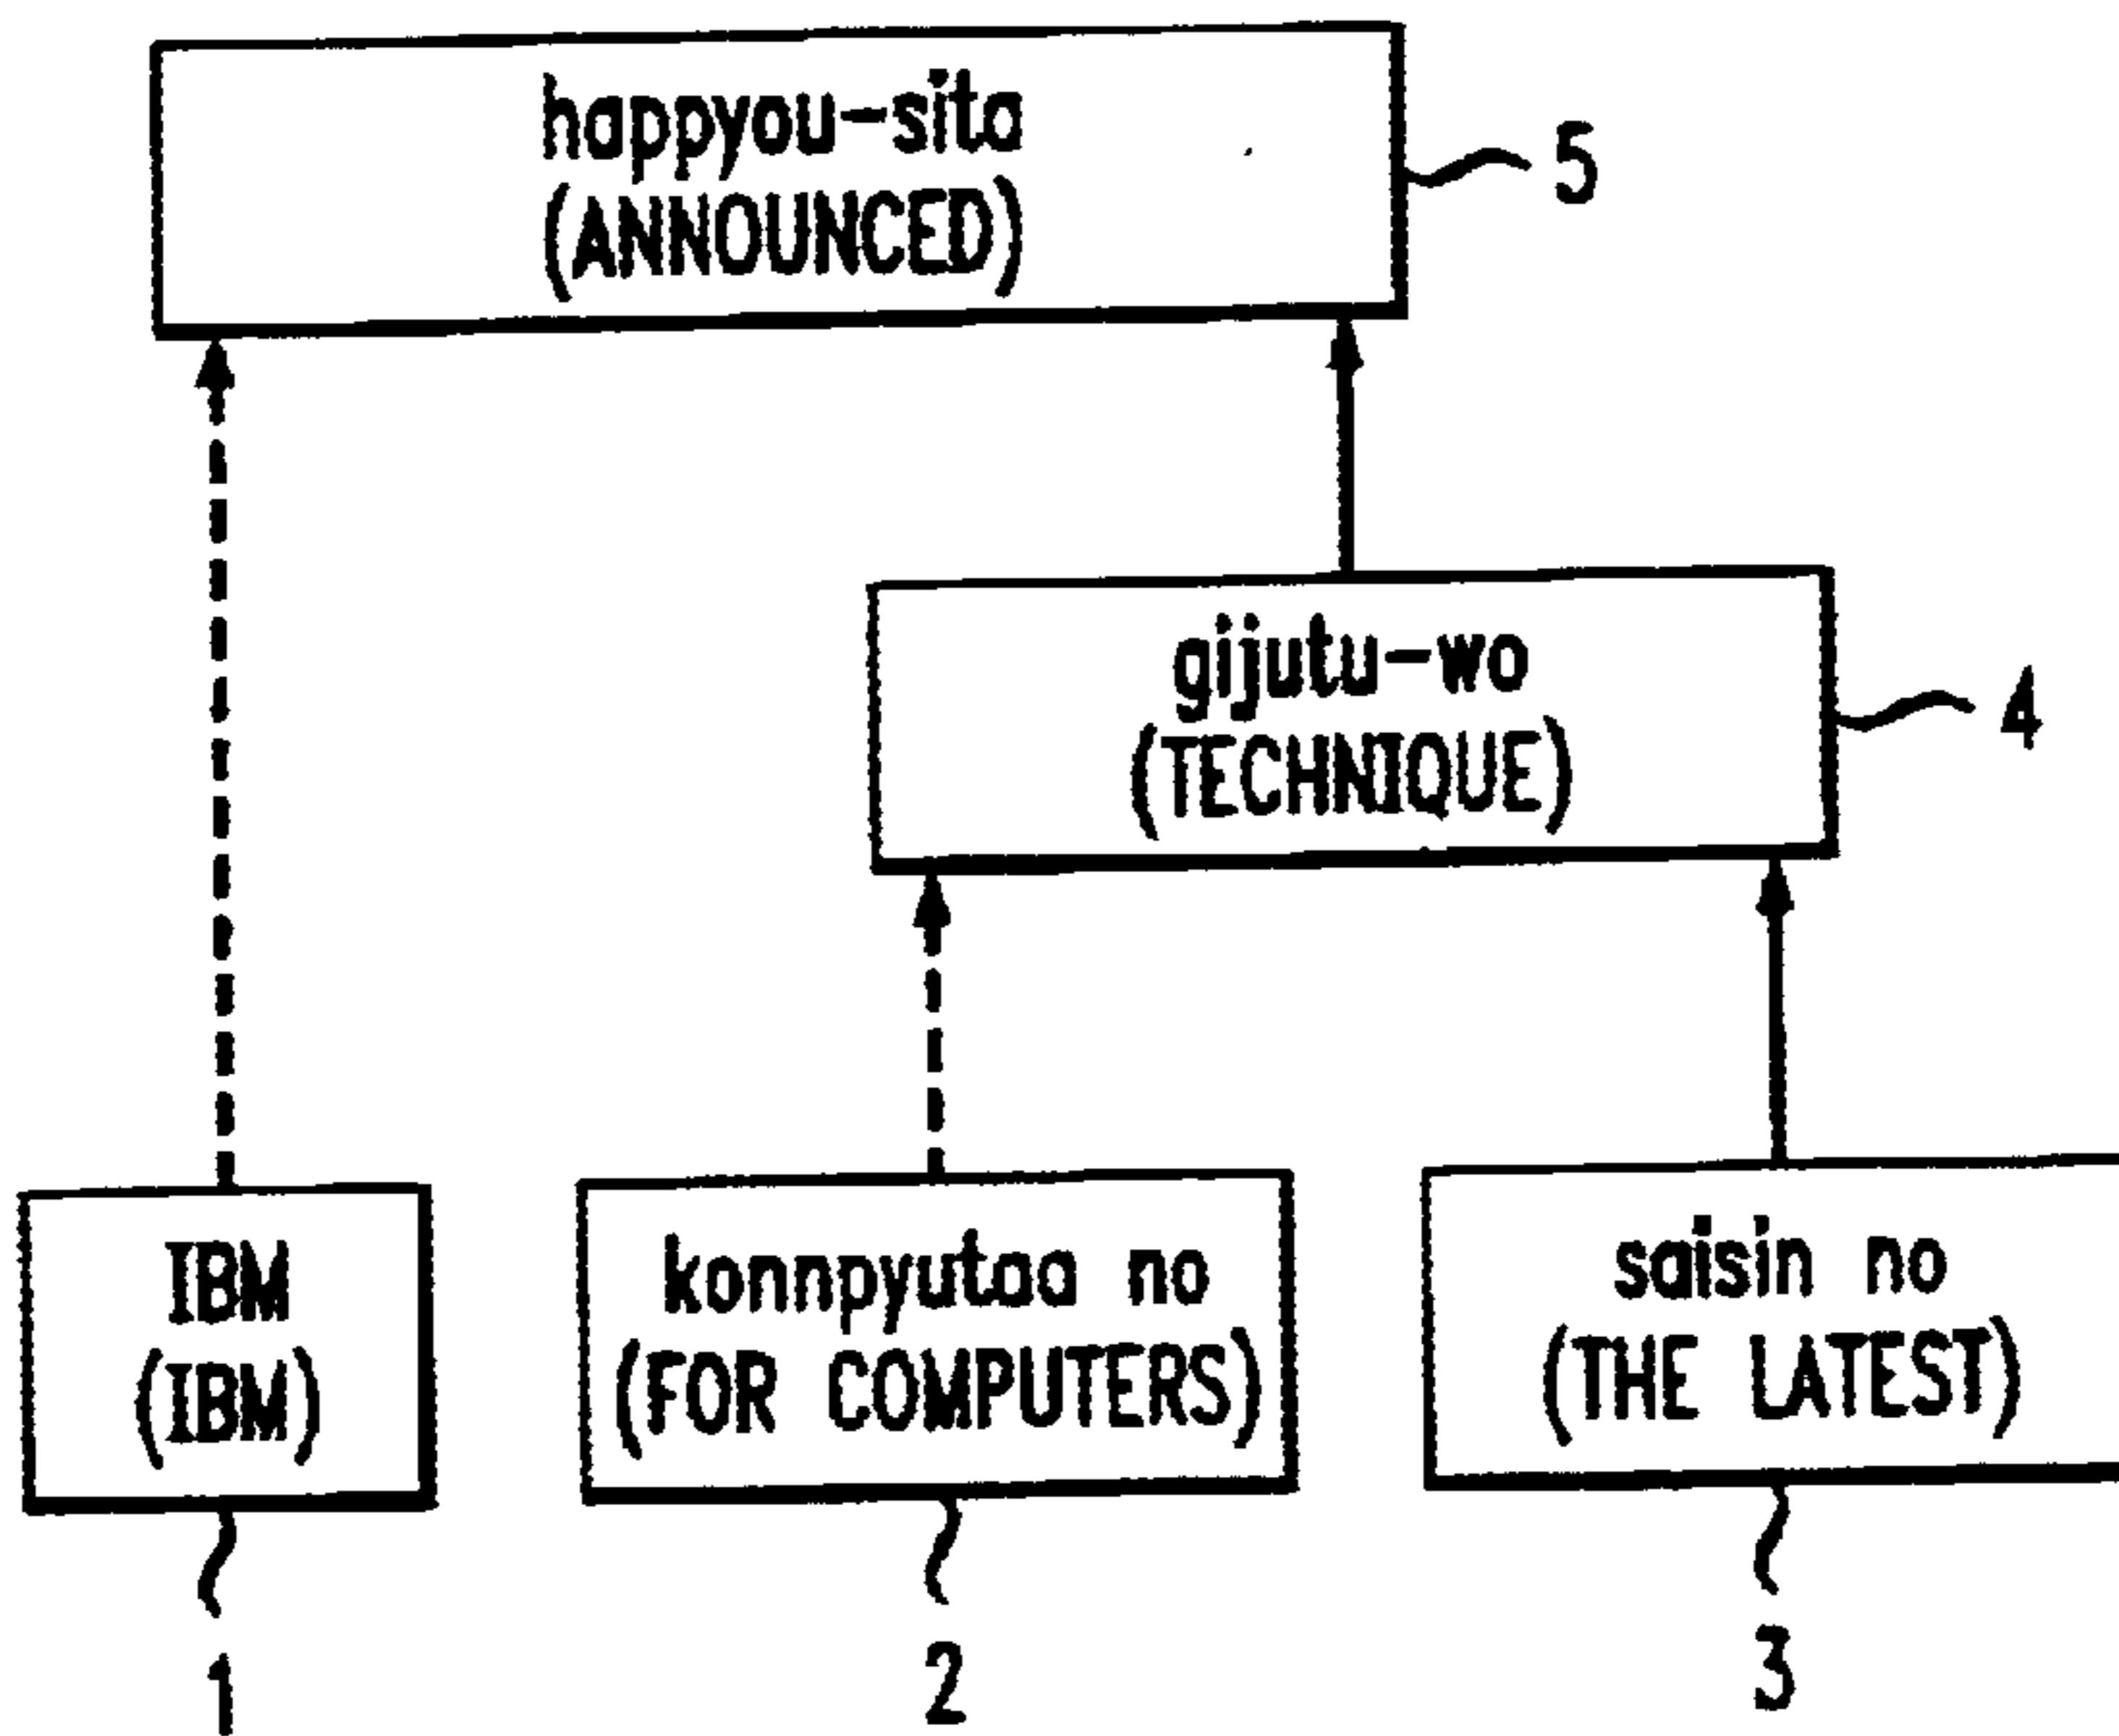 happyou-sita
(ANNOUNCED)
5
gijutu-wo
(TECHNIQUE)
4
IBM
(IBM)
konnpyutaa no
(FOR COMPUTERS)
saisin no
(THE LATEST)
1
2
3